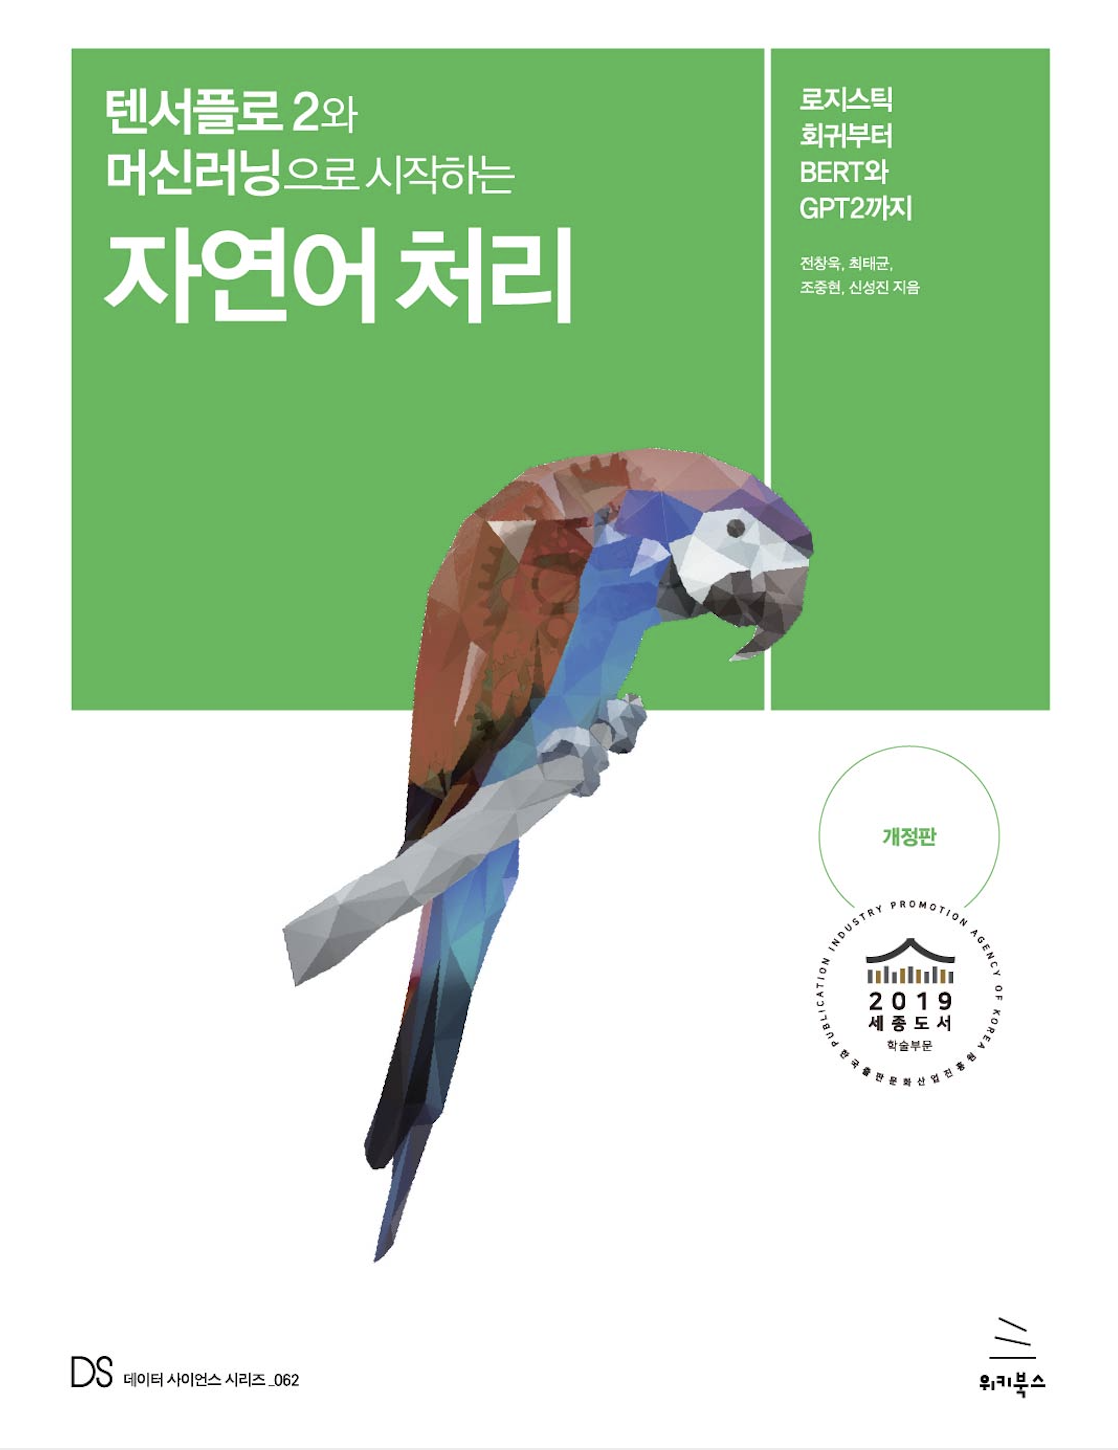 텐서플로 2와
머신러닝으로 시작하는
자연어 처리
로지스틱
회귀부터
BERT와
GPT2까지
전창욱, 최태균,
조중현, 신성진 지음
개정판
PUBLICATION INDUSTRY PROMOTION AGENCY OF KOREA
2019
세종도서
학술부문
한국출판문화산업진흥원
DS 데이터 사이언스 시리즈_062
위키북스